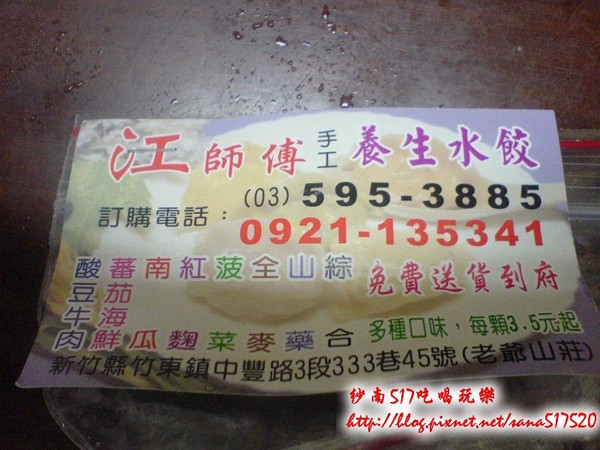 江師傅 手工 養生水餃
訂購電話：(03)595-3885
0921-135341
酸豆牛肉 蕃茄海鮮 南瓜 紅麴 菠菜 全麥 山藥 綜合
免費送貨到府
多種口味，每顆3.5元起
新竹縣竹東鎮中豐路3段333巷45號(老爺山莊)
紗南517吃喝玩樂
http://blog.pixnet.net/sana517520